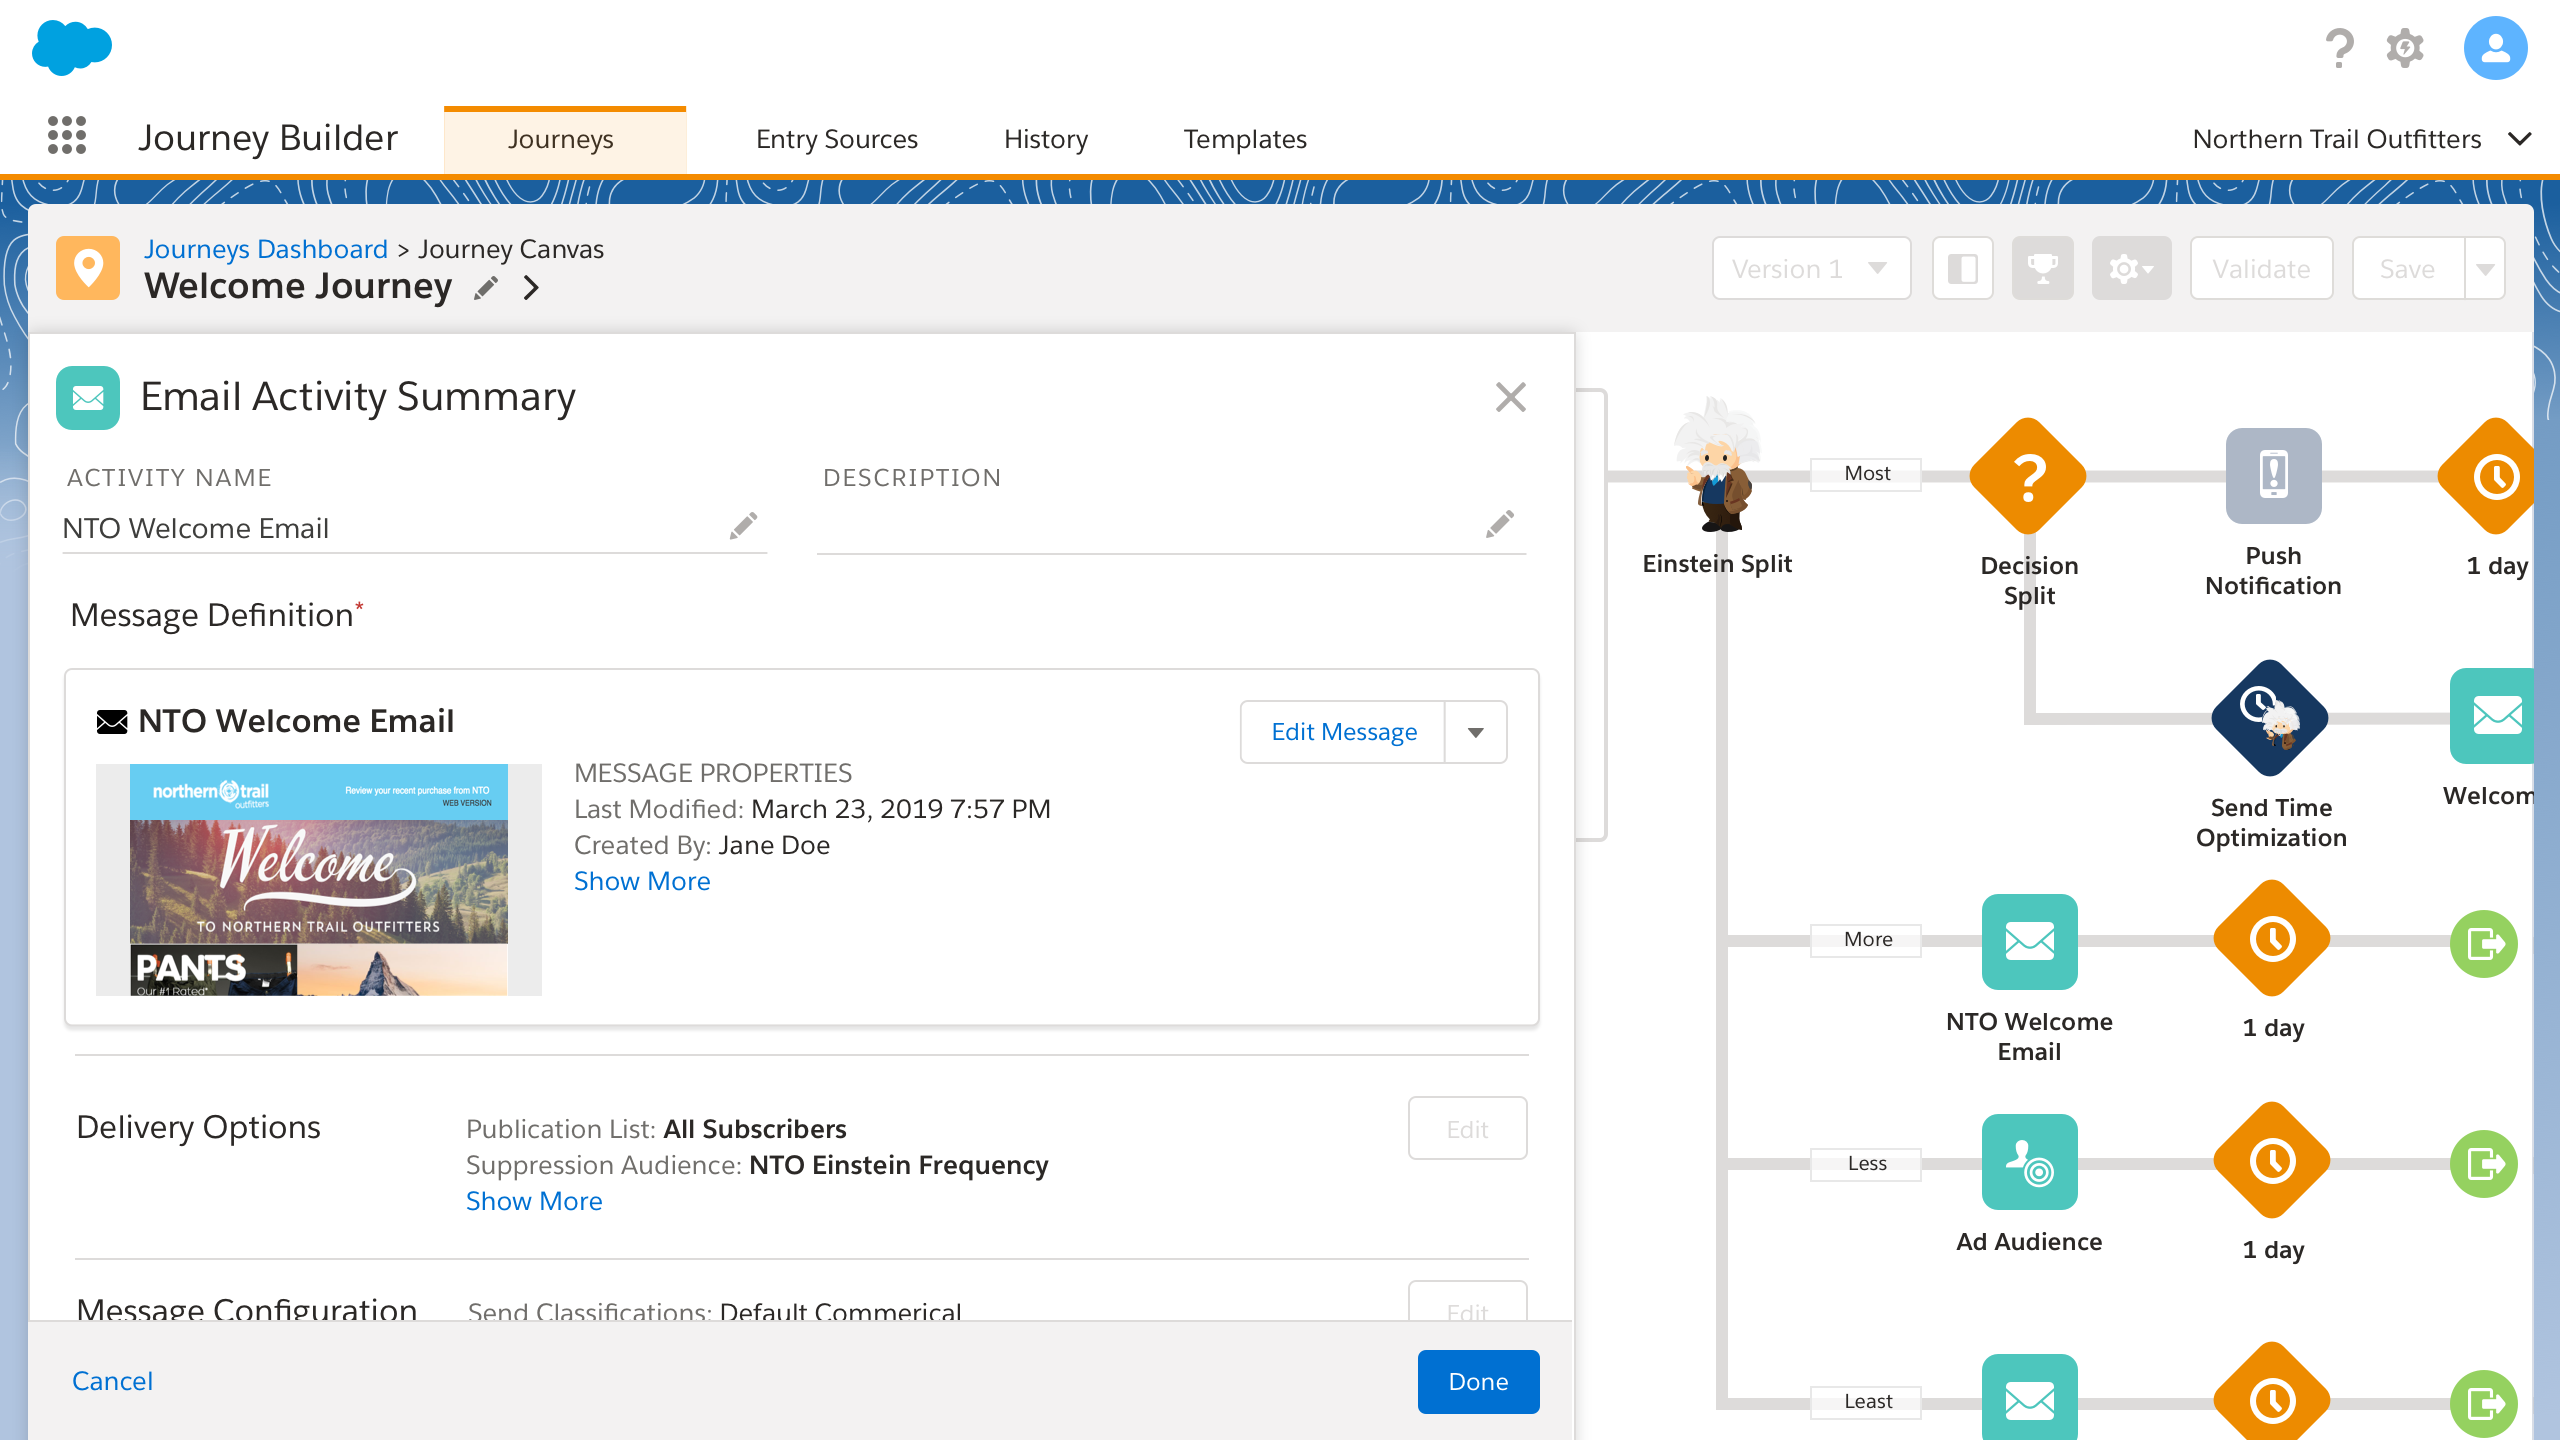 Journey Builder
Journeys
Entry Sources
History
Templates
Northern Trail Outfitters
Journeys Dashboard > Journey Canvas
Welcome Journey
Version 1
Validate
Save
Email Activity Summary
ACTIVITY NAME
DESCRIPTION
NTO Welcome Email
Message Definition*
NTO Welcome Email
Edit Message
northern trail
outfitters
Review your recent purchase from NTO
WEB VERSION
Welcome
TO NORTHERN TRAIL OUTFITTERS
PANTS
Our #1 Rated*
MESSAGE PROPERTIES
Last Modified: March 23, 2019 7:57 PM
Created By: Jane Doe
Show More
Delivery Options
Publication List: All Subscribers
Suppression Audience: NTO Einstein Frequency
Show More
Edit
Message Configuration
Send Classifications: Default Commerical
Edit
Cancel
Done
Einstein Split
Most
Decision
Split
Push
Notification
1 day
Send Time
Optimization
Welcom
More
NTO Welcome
Email
1 day
Less
Ad Audience
1 day
Least